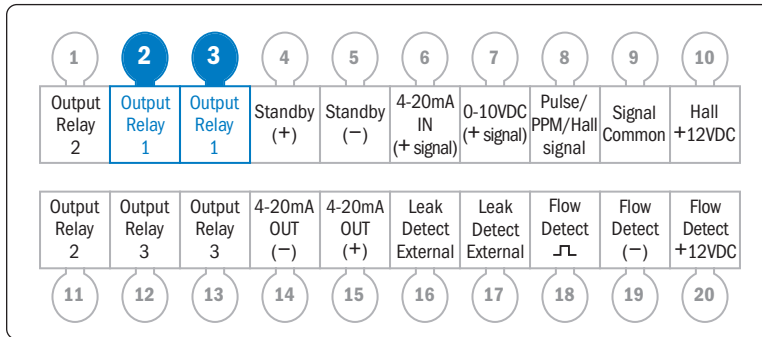 1 2 3 4 5 6 7 8 9 10
Output
Relay
2
Output
Relay
1
Output
Relay
1
Standby
(+)
Standby
(−)
4-20mA
IN
(+ signal)
0-10VDC
(+ signal)
Pulse/
PPM/Hall
signal
Signal
Common
Hall
+12VDC
Output
Relay
2
Output
Relay
3
Output
Relay
3
4-20mA
OUT
(−)
4-20mA
OUT
(+)
Leak
Detect
External
Leak
Detect
External
Flow
Detect
Flow
Detect
(−)
Flow
Detect
+12VDC
11 12 13 14 15 16 17 18 19 20